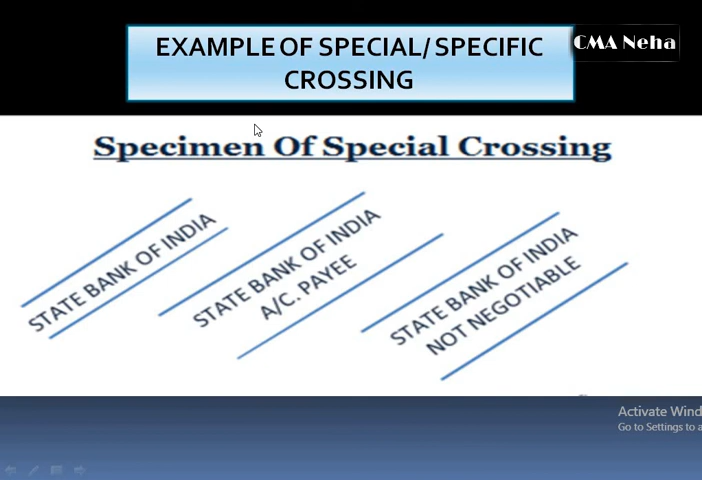 EXAMPLE OF SPECIAL/ SPECIFIC
CROSSING
CMA Neha
Specimen Of Special Crossing
STATE BANK OF INDIA
STATE BANK OF INDIA
A/C. PAYEE
STATE BANK OF INDIA
NOT NEGOTIABLE
Activate Wind
Go to Settings to a